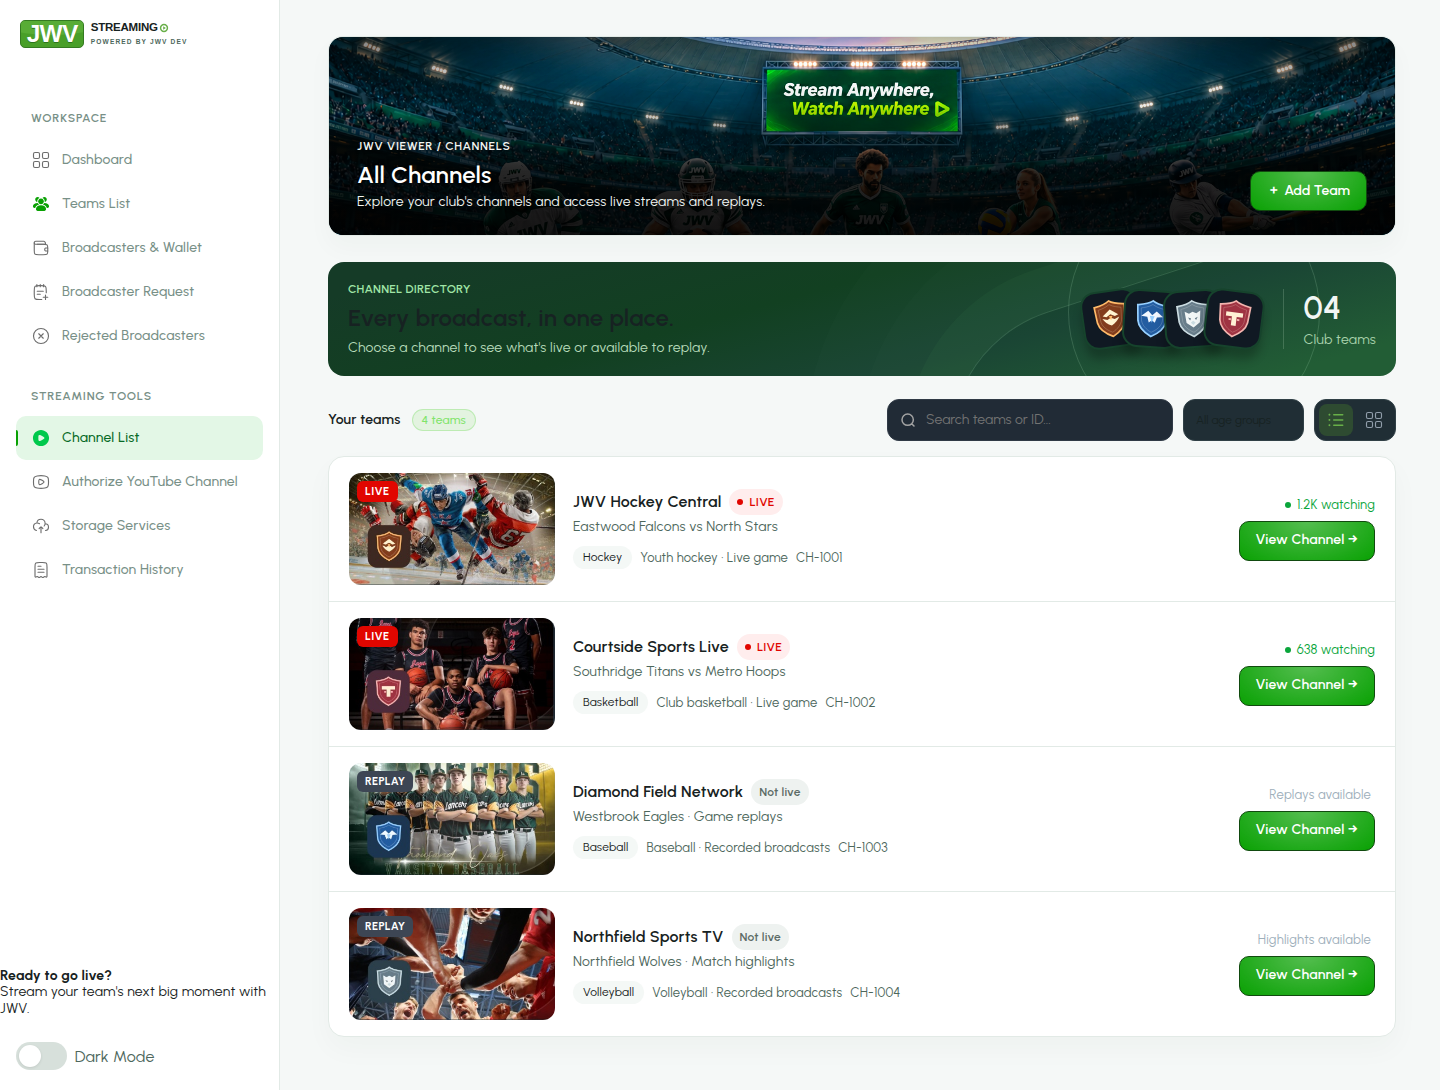 JWV STREAMING
POWERED BY JWV DEV
WORKSPACE
Dashboard
Teams List
Broadcasters & Wallet
Broadcaster Request
Rejected Broadcasters
STREAMING TOOLS
Channel List
Authorize YouTube Channel
Storage Services
Transaction History
Ready to go live?
Stream your team's next big moment with
JWV.
Dark Mode
Stream Anywhere,
Watch Anywhere
JWV VIEWER / CHANNELS
All Channels
Explore your club's channels and access live streams and replays.
+ Add Team
CHANNEL DIRECTORY
Every broadcast, in one place.
Choose a channel to see what's live or available to replay.
04
Club teams
Your teams
4 teams
Search teams or ID...
All age groups
LIVE
JWV Hockey Central
LIVE
Eastwood Falcons vs North Stars
Hockey
Youth hockey · Live game
CH-1001
1.2K watching
View Channel →
LIVE
Courtside Sports Live
LIVE
Southridge Titans vs Metro Hoops
Basketball
Club basketball · Live game
CH-1002
638 watching
View Channel →
REPLAY
Diamond Field Network
Not live
Westbrook Eagles · Game replays
Baseball
Baseball · Recorded broadcasts
CH-1003
Replays available
View Channel →
REPLAY
Northfield Sports TV
Not live
Northfield Wolves · Match highlights
Volleyball
Volleyball · Recorded broadcasts
CH-1004
Highlights available
View Channel →